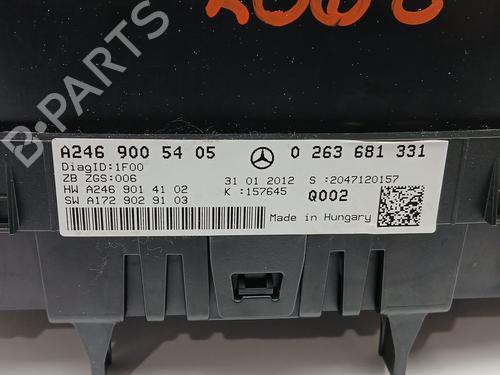 A246 900 54 05 0 263 681 331
DiagID:1F00
ZB ZGS:006 31 01 2012 S :2047120157
HW A246 901 41 02 K :157645 Q002
SW A172 902 91 03 Made in Hungary
B-PARTS